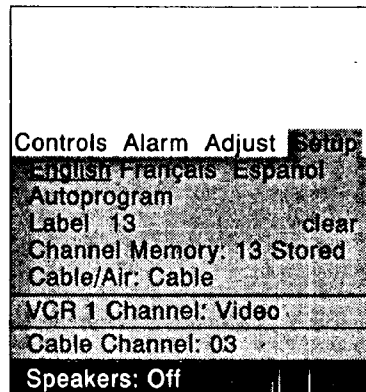 Controls Alarm Adjust Setup
English Français Español
Autoprogram
Label 13 clear
Channel Memory: 13 Stored
Cable/Air: Cable
VCR 1 Channel: Video
Cable Channel: 03
Speakers: Off